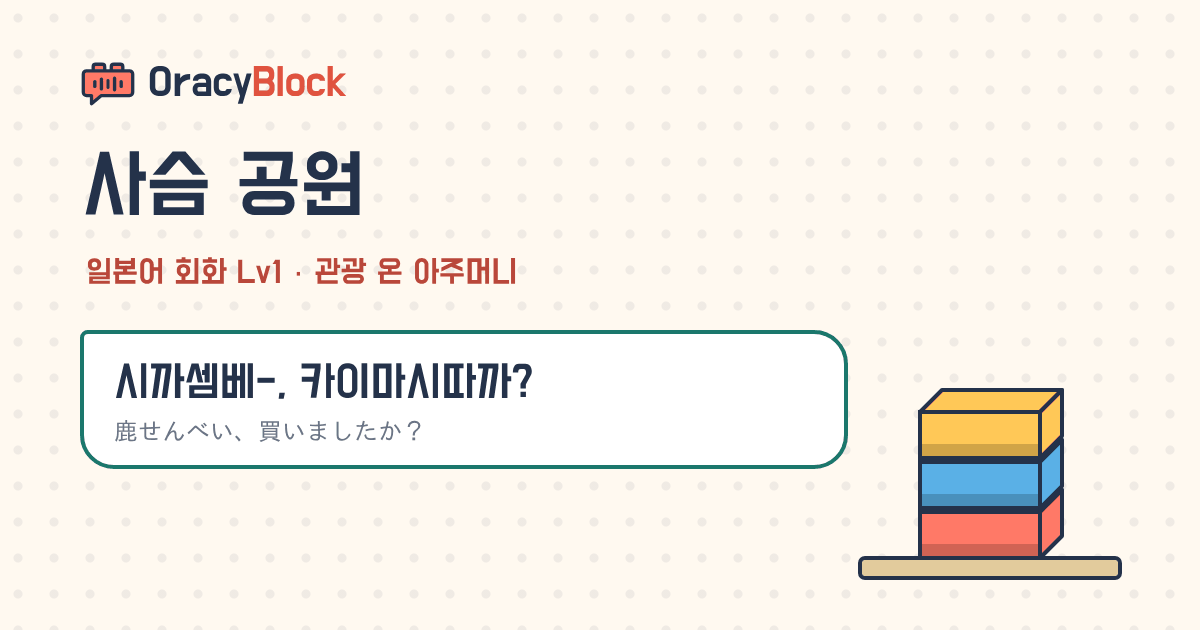 OracyBlock
사슴 공원
일본어 회화 Lv1 · 관광 온 아주머니
시까셈베-, 카이마시따까?
鹿せんべい、買いましたか？